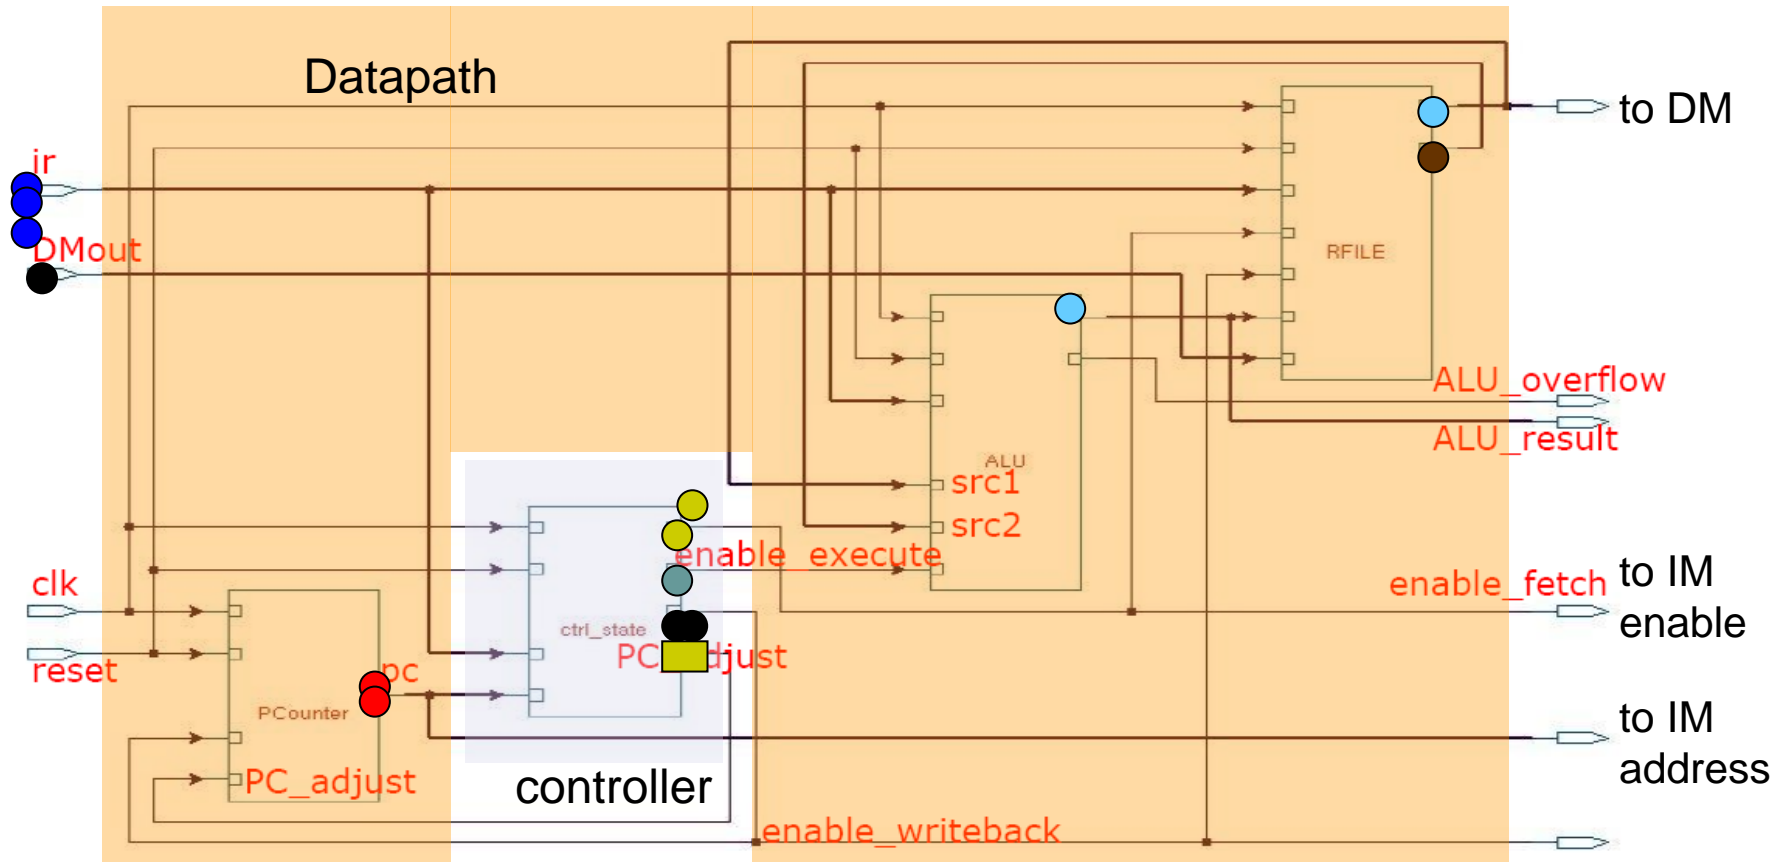 Datapath
to DM
ir
DMout
RFILE
ALU_overflow
ALU_result
ALU
src1
src2
enable_execute
clk
enable_fetch
to IM
enable
ctrl_state
reset
pc
PCounter
to IM
address
PC_adjust
controller
enable_writeback